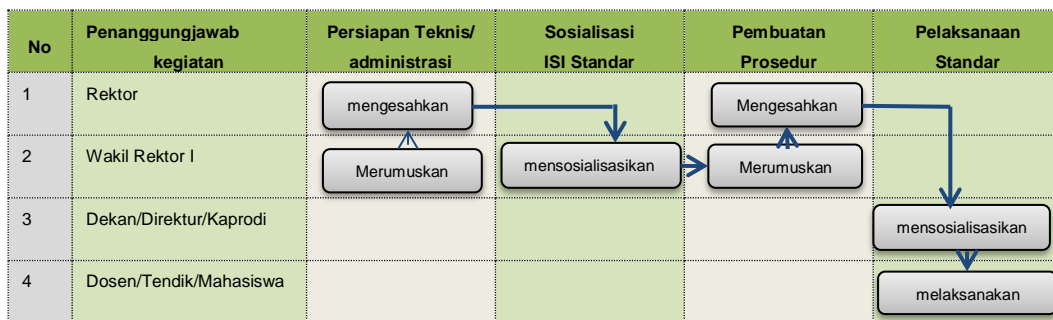 No
Penanggungjawab
kegiatan
Persiapan Teknis/
administrasi
Sosialisasi
ISI Standar
Pembuatan
Prosedur
Pelaksanaan
Standar
1
Rektor
mengesahkan
Mengesahkan
2
Wakil Rektor I
Merumuskan
mensosialisasikan
Merumuskan
3
Dekan/Direktur/Kaprodi
mensosialisasikan
4
Dosen/Tendik/Mahasiswa
melaksanakan